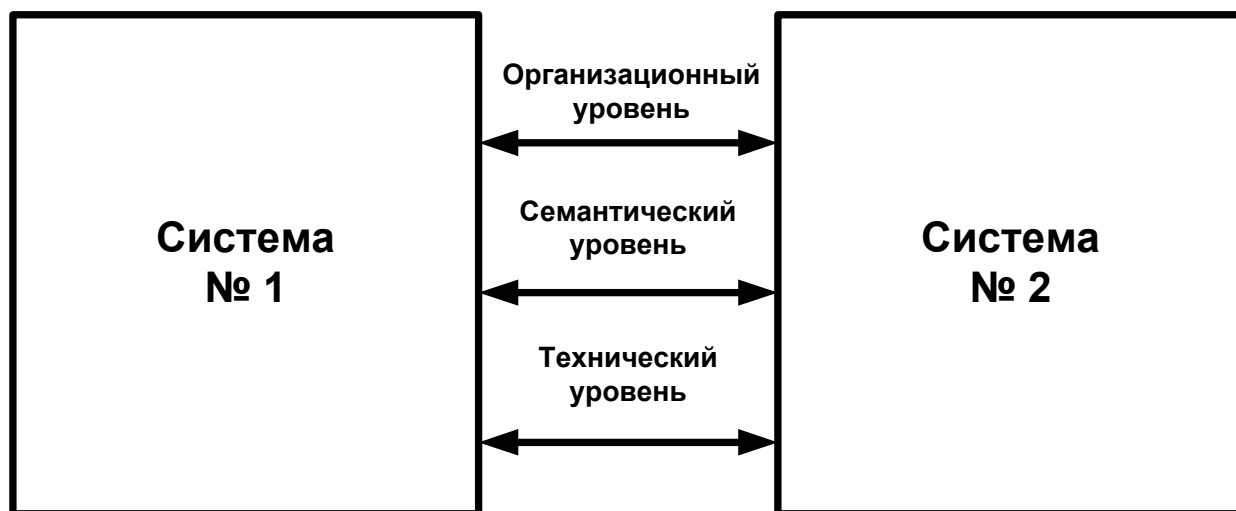 Система
№ 1
Организационный
уровень
Семантический
уровень
Технический
уровень
Система
№ 2